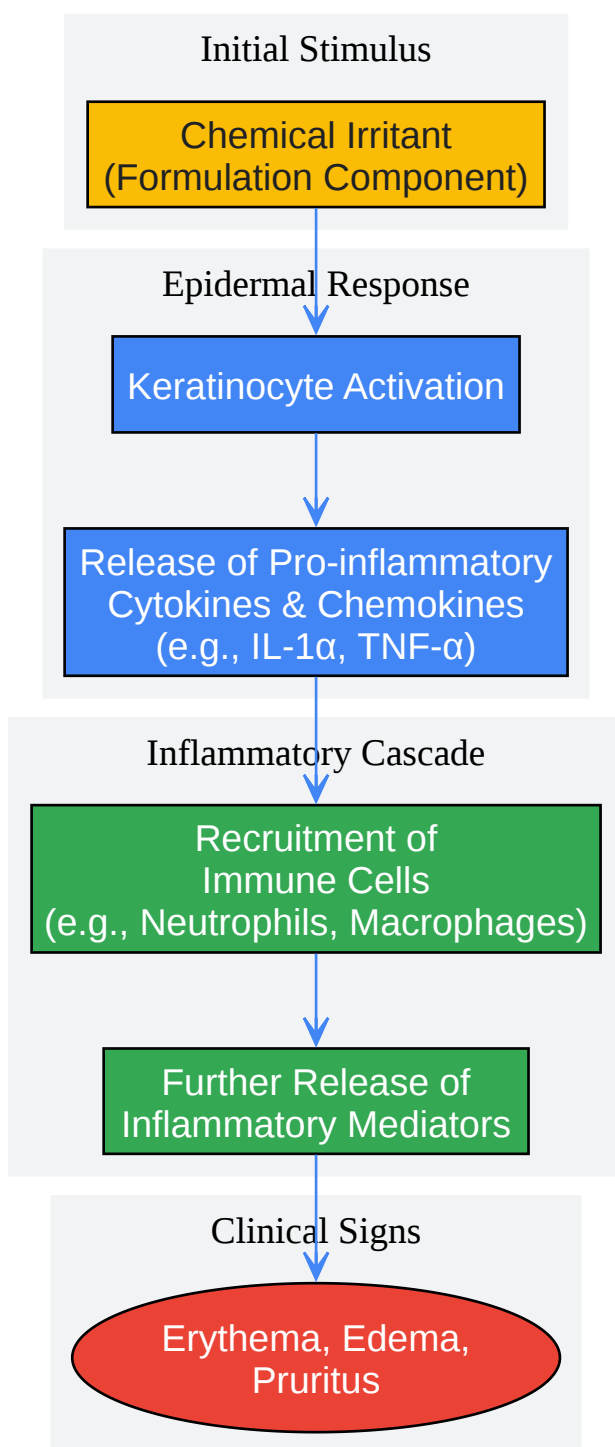 Initial Stimulus
Chemical Irritant
(Formulation Component)
Epidermal Response
Keratinocyte Activation
Release of Pro-inflammatory
Cytokines & Chemokines
(e.g., IL-1α, TNF-α)
Inflammatory Cascade
Recruitment of
Immune Cells
(e.g., Neutrophils, Macrophages)
Further Release of
Inflammatory Mediators
Clinical Signs
Erythema, Edema,
Pruritus